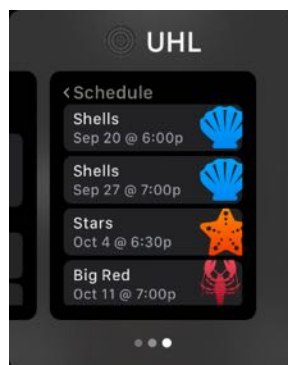 UHL
<Schedule
Shells
Sep 20 @ 6:00p
Shells
Sep 27 @ 7:00p
Stars
Oct 4 @ 6:30p
Big Red
Oct 11 @ 7:00p